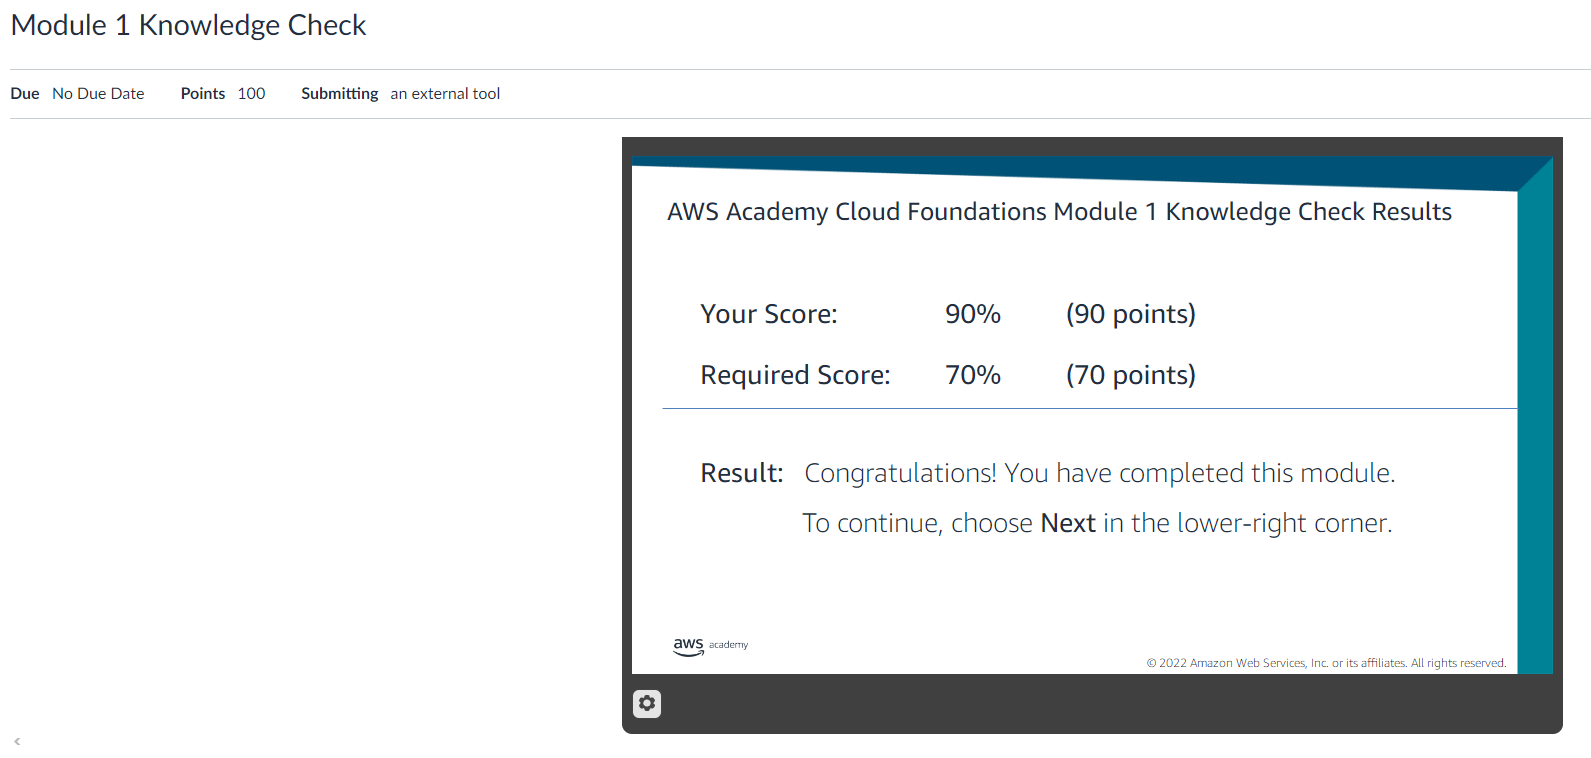 Module 1 Knowledge Check
Due No Due Date Points 100 Submitting an external tool
AWS Academy Cloud Foundations Module 1 Knowledge Check Results
Your Score: 90% (90 points)
Required Score: 70% (70 points)
Result: Congratulations! You have completed this module.
To continue, choose Next in the lower-right corner.
aws academy
© 2022 Amazon Web Services, Inc. or its affiliates. All rights reserved.